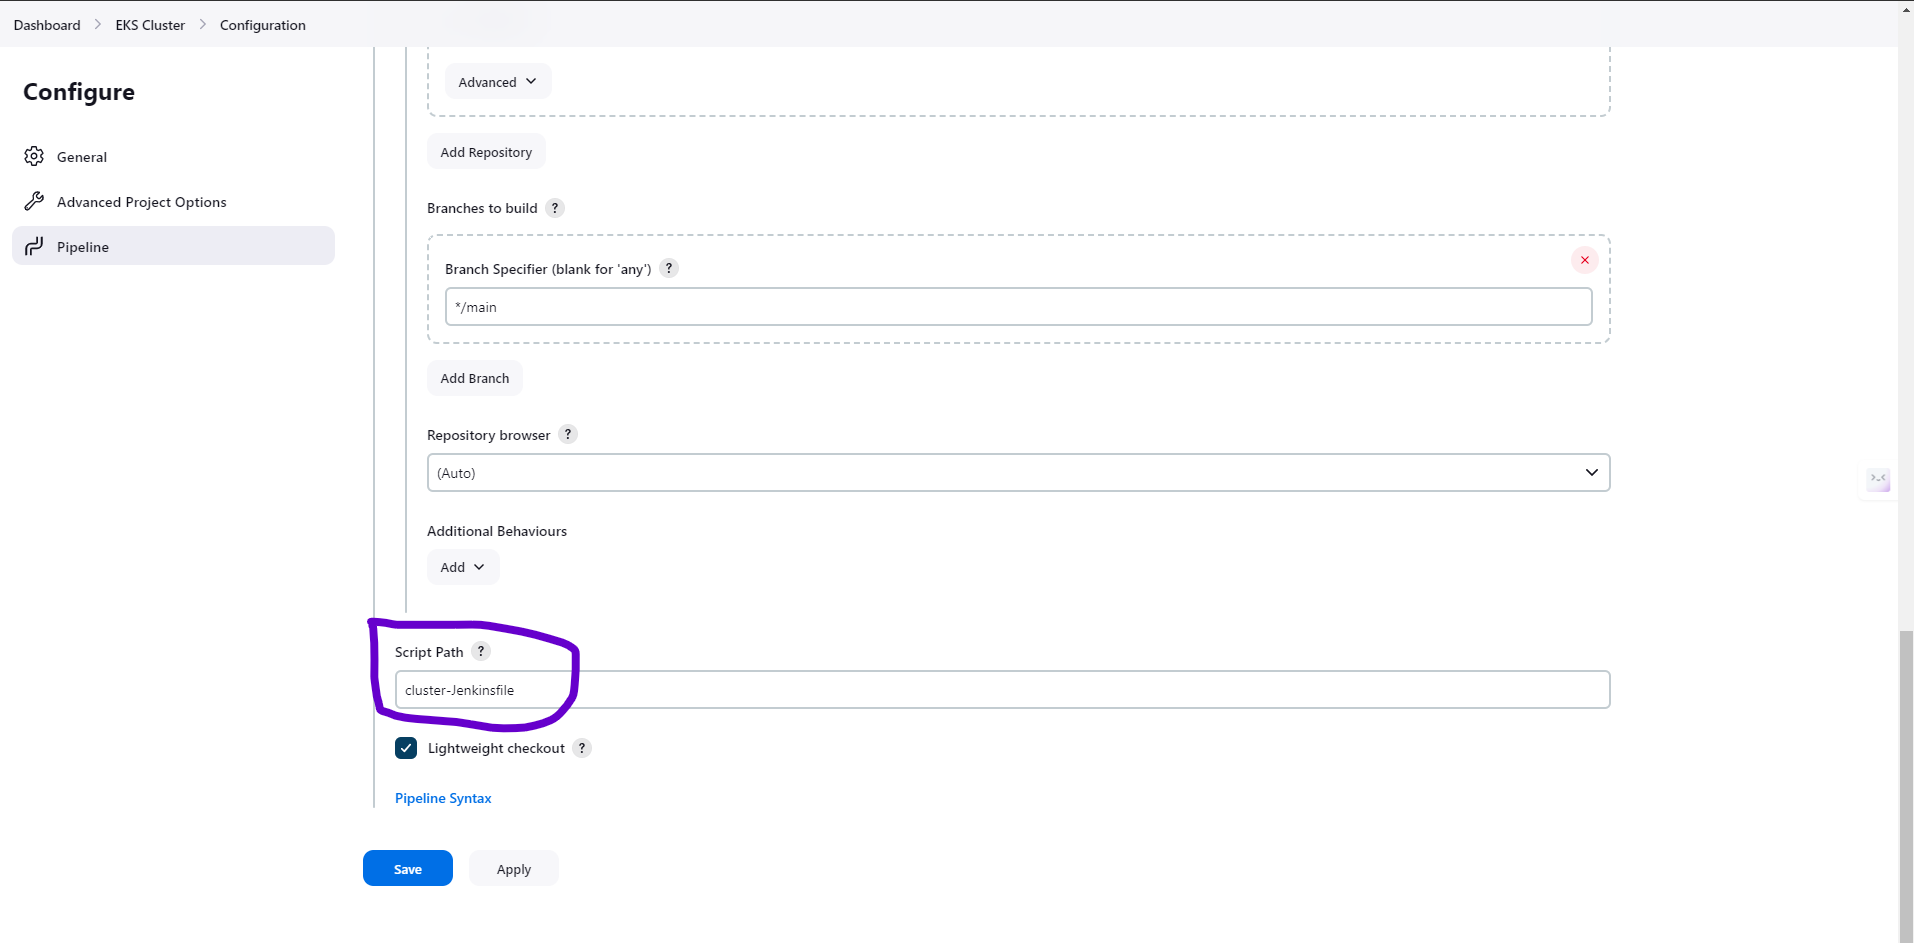 Dashboard > EKS Cluster > Configuration
Configure
General
Advanced Project Options
Pipeline
Advanced
Add Repository
Branches to build ?
Branch Specifier (blank for 'any') ?
*/main
Add Branch
Repository browser ?
(Auto)
Additional Behaviours
Add
Script Path ?
cluster-Jenkinsfile
Lightweight checkout ?
Pipeline Syntax
Save Apply